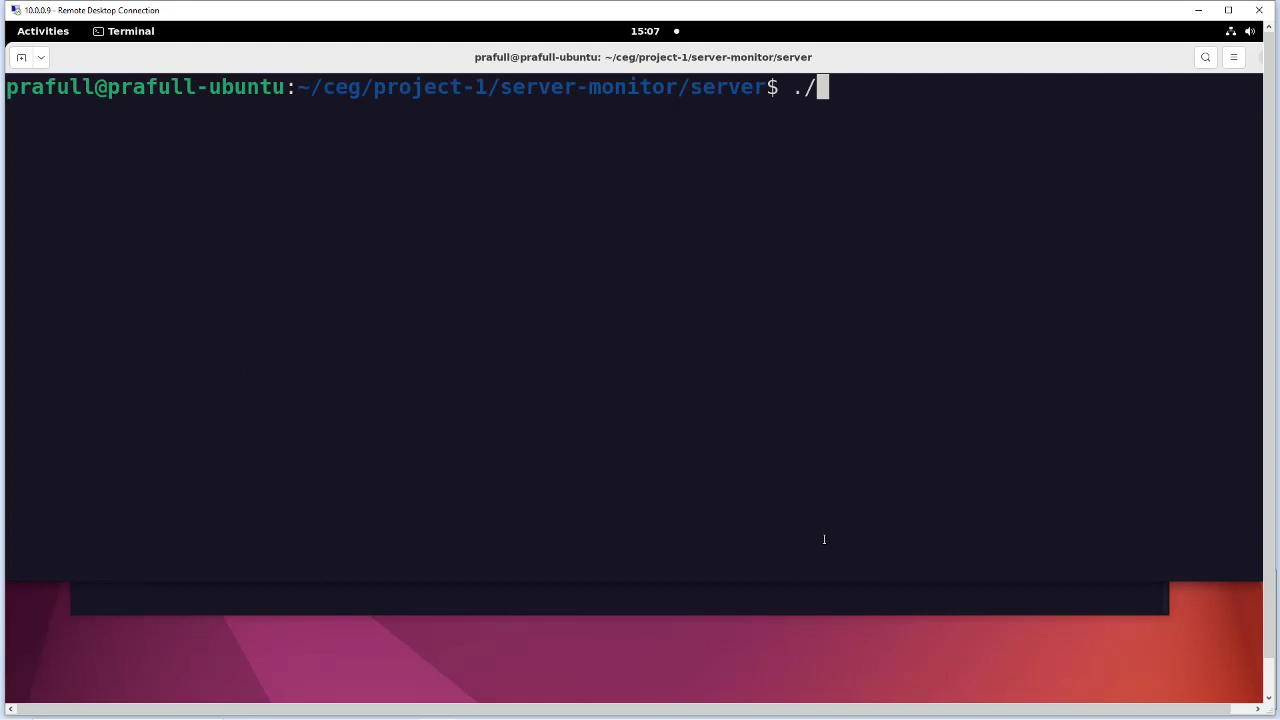 10.0.0.9 - Remote Desktop Connection
Activities Terminal 15:07
prafull@prafull-ubuntu: ~/ceg/project-1/server-monitor/server
prafull@prafull-ubuntu:~/ceg/project-1/server-monitor/server$ ./